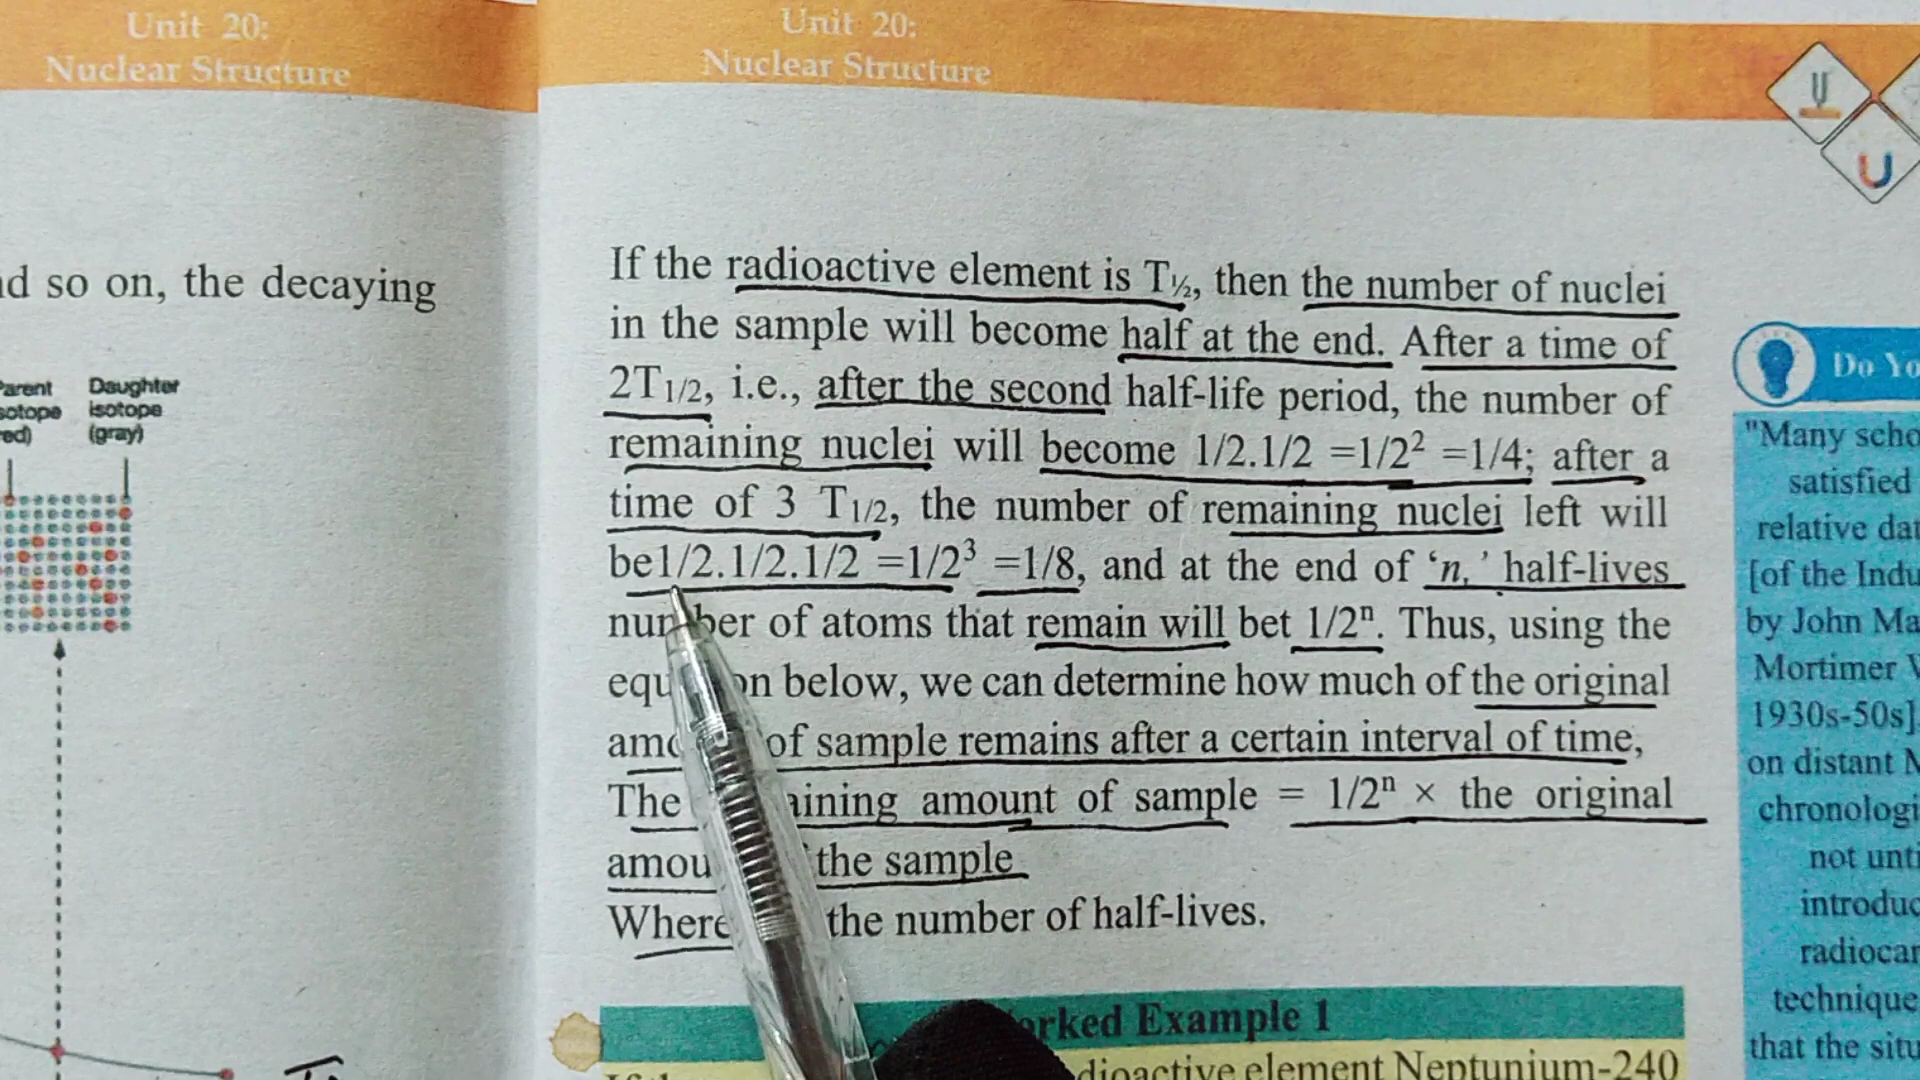 Unit 20:
Nuclear Structure
d so on, the decaying
Parent
isotope
red)
Daughter
isotope
(gray)
Unit 20:
Nuclear Structure
If the radioactive element is T½, then the number of nuclei
in the sample will become half at the end. After a time of
2T1/2, i.e., after the second half-life period, the number of
remaining nuclei will become 1/2.1/2 =1/2² =1/4; after a
time of 3 T1/2, the number of remaining nuclei left will
be1/2.1/2.1/2 =1/2³ =1/8, and at the end of ‘n,’ half-lives
number of atoms that remain will bet 1/2ⁿ. Thus, using the
equ on below, we can determine how much of the original
amo of sample remains after a certain interval of time,
The aining amount of sample = 1/2ⁿ × the original
amou the sample
Where the number of half-lives.
orked Example 1
dioactive element Neptunium-240
Do Yo
"Many scho
satisfied
relative dat
[of the Indu
by John Ma
Mortimer
1930s-50s]
on distant M
chronologi
not unti
introduc
radiocar
technique
that the situ